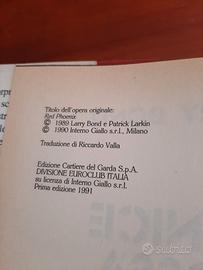 Titolo dell'opera originale:
Red Phoenix
© 1989 Larry Bond e Patrick Larkin
© 1990 Interno Giallo s.r.l., Milano
Traduzione di Riccardo Valla
Edizione Cartiere del Garda S.p.A.
DIVISIONE EUROCLUB ITALIA
su licenza di Interno Giallo s.r.l.
Prima edizione 1991
subito